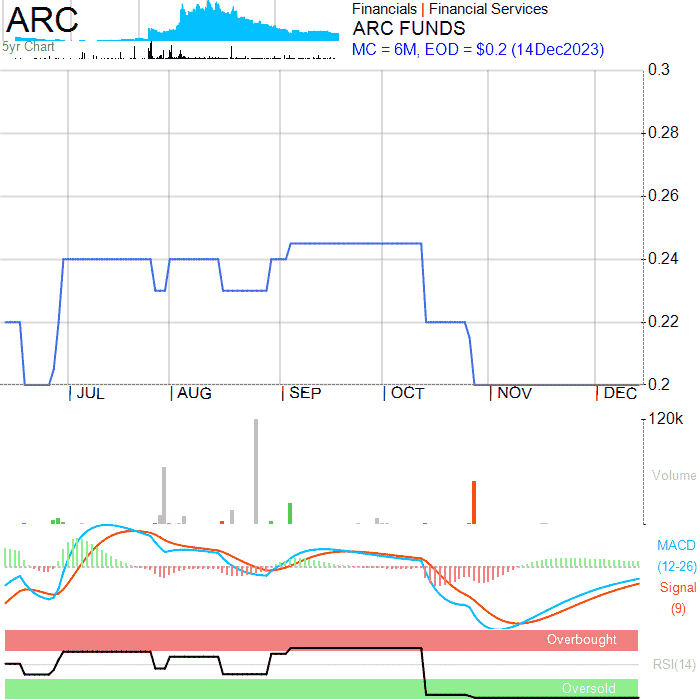 ARC
5yr Chart
Financials | Financial Services
ARC FUNDS
MC = 6M, EOD = $0.2 (14Dec2023)
0.3
0.28
0.26
0.24
0.22
0.2
JUL AUG SEP OCT NOV DEC
120k
Volume
MACD
(12-26)
Signal
(9)
Overbought
RSI(14)
Oversold